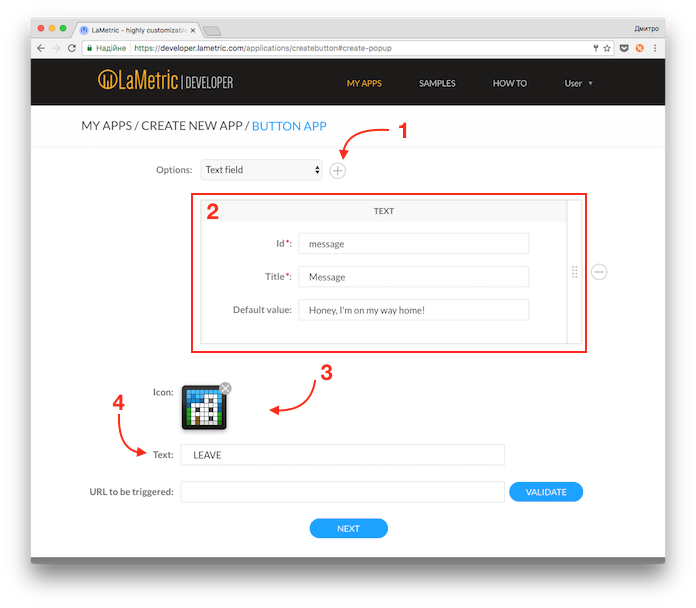 LaMetric - highly customizable
Дмитро
Надійне https://developer.lametric.com/applications/createbutton#create-popup
LaMetric | DEVELOPER MY APPS SAMPLES HOW TO User
MY APPS / CREATE NEW APP / BUTTON APP
1
Options: Text field
2 TEXT
Id*: message
Title*: Message
Default value: Honey, I'm on my way home!
3
Icon:
4
Text: LEAVE
URL to be triggered: VALIDATE
NEXT